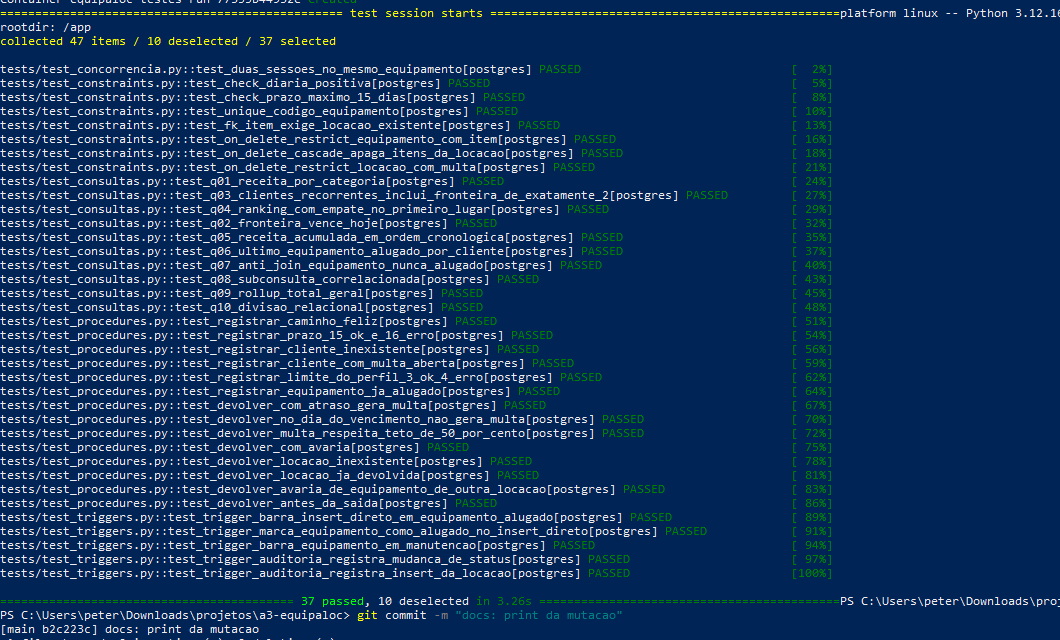 ============================================= test session starts ==============================================platform linux -- Python 3.12.1
rootdir: /app
collected 47 items / 10 deselected / 37 selected
tests/test_concorrencia.py::test_duas_sessoes_no_mesmo_equipamento[postgres] PASSED [ 2%]
tests/test_constraints.py::test_check_diaria_positiva[postgres] PASSED [ 5%]
tests/test_constraints.py::test_check_prazo_maximo_15_dias[postgres] PASSED [ 8%]
tests/test_constraints.py::test_unique_codigo_equipamento[postgres] PASSED [ 10%]
tests/test_constraints.py::test_fk_item_exige_locacao_existente[postgres] PASSED [ 13%]
tests/test_constraints.py::test_on_delete_restrict_equipamento_com_item[postgres] PASSED [ 16%]
tests/test_constraints.py::test_on_delete_cascade_apaga_itens_da_locacao[postgres] PASSED [ 18%]
tests/test_constraints.py::test_on_delete_restrict_locacao_com_multa[postgres] PASSED [ 21%]
tests/test_consultas.py::test_q01_receita_por_categoria[postgres] PASSED [ 24%]
tests/test_consultas.py::test_q03_clientes_recorrentes_inclui_fronteira_de_exatamente_2[postgres] PASSED [ 27%]
tests/test_consultas.py::test_q04_ranking_com_empate_no_primeiro_lugar[postgres] PASSED [ 29%]
tests/test_consultas.py::test_q02_fronteira_vence_hoje[postgres] PASSED [ 32%]
tests/test_consultas.py::test_q05_receita_acumulada_em_ordem_cronologica[postgres] PASSED [ 35%]
tests/test_consultas.py::test_q06_ultimo_equipamento_alugado_por_cliente[postgres] PASSED [ 37%]
tests/test_consultas.py::test_q07_anti_join_equipamento_nunca_alugado[postgres] PASSED [ 40%]
tests/test_consultas.py::test_q08_subconsulta_correlacionada[postgres] PASSED [ 43%]
tests/test_consultas.py::test_q09_rollup_total_geral[postgres] PASSED [ 45%]
tests/test_consultas.py::test_q10_divisao_relacional[postgres] PASSED [ 48%]
tests/test_procedures.py::test_registrar_caminho_feliz[postgres] PASSED [ 51%]
tests/test_procedures.py::test_registrar_prazo_15_ok_e_16_erro[postgres] PASSED [ 54%]
tests/test_procedures.py::test_registrar_cliente_inexistente[postgres] PASSED [ 56%]
tests/test_procedures.py::test_registrar_cliente_com_multa_aberta[postgres] PASSED [ 59%]
tests/test_procedures.py::test_registrar_limite_do_perfil_3_ok_4_erro[postgres] PASSED [ 62%]
tests/test_procedures.py::test_registrar_equipamento_ja_alugado[postgres] PASSED [ 64%]
tests/test_procedures.py::test_devolver_com_atraso_gera_multa[postgres] PASSED [ 67%]
tests/test_procedures.py::test_devolver_no_dia_do_vencimento_nao_gera_multa[postgres] PASSED [ 70%]
tests/test_procedures.py::test_devolver_multa_respeita_teto_de_50_por_cento[postgres] PASSED [ 72%]
tests/test_procedures.py::test_devolver_com_avaria[postgres] PASSED [ 75%]
tests/test_procedures.py::test_devolver_locacao_inexistente[postgres] PASSED [ 78%]
tests/test_procedures.py::test_devolver_locacao_ja_devolvida[postgres] PASSED [ 81%]
tests/test_procedures.py::test_devolver_avaria_de_equipamento_de_outra_locacao[postgres] PASSED [ 83%]
tests/test_procedures.py::test_devolver_antes_da_saida[postgres] PASSED [ 86%]
tests/test_triggers.py::test_trigger_barra_insert_direto_em_equipamento_alugado[postgres] PASSED [ 89%]
tests/test_triggers.py::test_trigger_marca_equipamento_como_alugado_no_insert_direto[postgres] PASSED [ 91%]
tests/test_triggers.py::test_trigger_barra_equipamento_em_manutencao[postgres] PASSED [ 94%]
tests/test_triggers.py::test_trigger_auditoria_registra_mudanca_de_status[postgres] PASSED [ 97%]
tests/test_triggers.py::test_trigger_auditoria_registra_insert_da_locacao[postgres] PASSED [100%]
======================================= 37 passed, 10 deselected in 3.26s ========================================PS C:\Users\peter\Downloads\proj
PS C:\Users\peter\Downloads\projetos\a3-equipaloc> git commit -m "docs: print da mutacao"
[main b2c223c] docs: print da mutacao